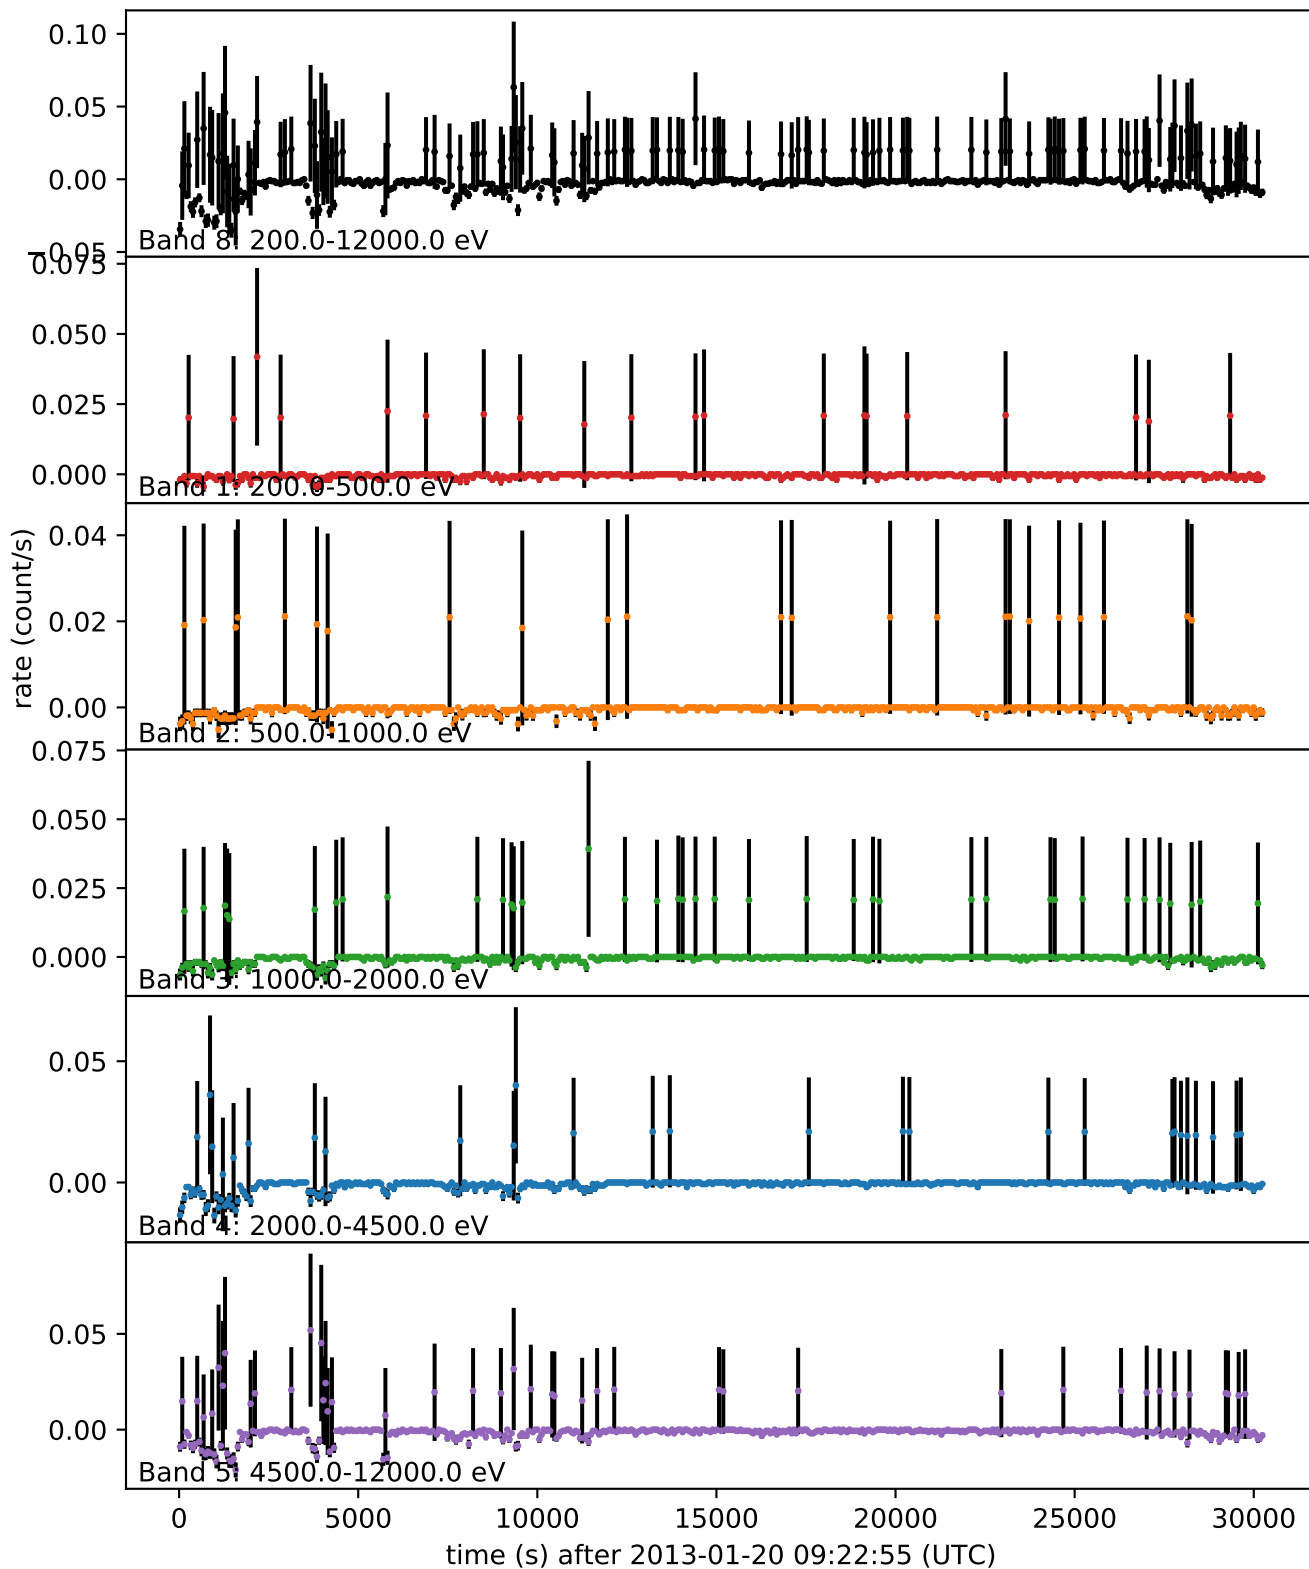 0.10
0.05
0.00
−0.05
Band 8: 200.0-12000.0 eV
0.075
0.050
0.025
0.000
Band 1: 200.0-500.0 eV
0.04
0.02
0.00
Band 2: 500.0-1000.0 eV
rate (count/s)
0.075
0.050
0.025
0.000
Band 3: 1000.0-2000.0 eV
0.05
0.00
Band 4: 2000.0-4500.0 eV
0.05
0.00
Band 5: 4500.0-12000.0 eV
0 5000 10000 15000 20000 25000 30000
time (s) after 2013-01-20 09:22:55 (UTC)